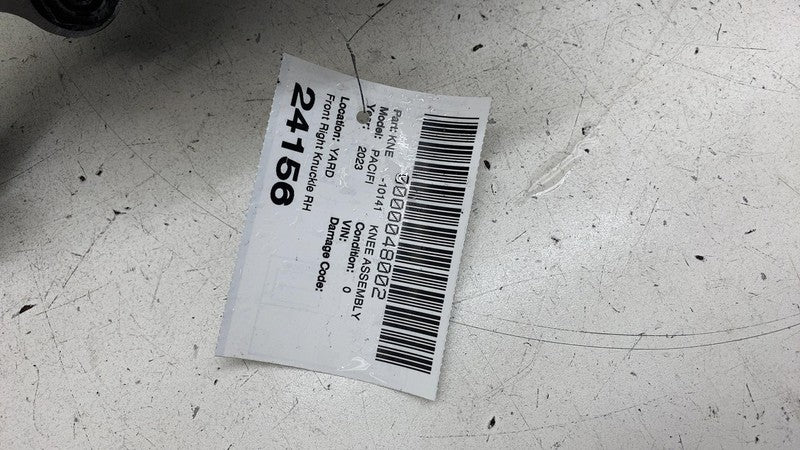 0000048002
Part: KNE -10141 KNEE ASSEMBLY
Model: PACIFI Condition: 0
Year: 2023 VIN:
Damage Code:
Location: YARD
Front Right Knuckle RH
24156